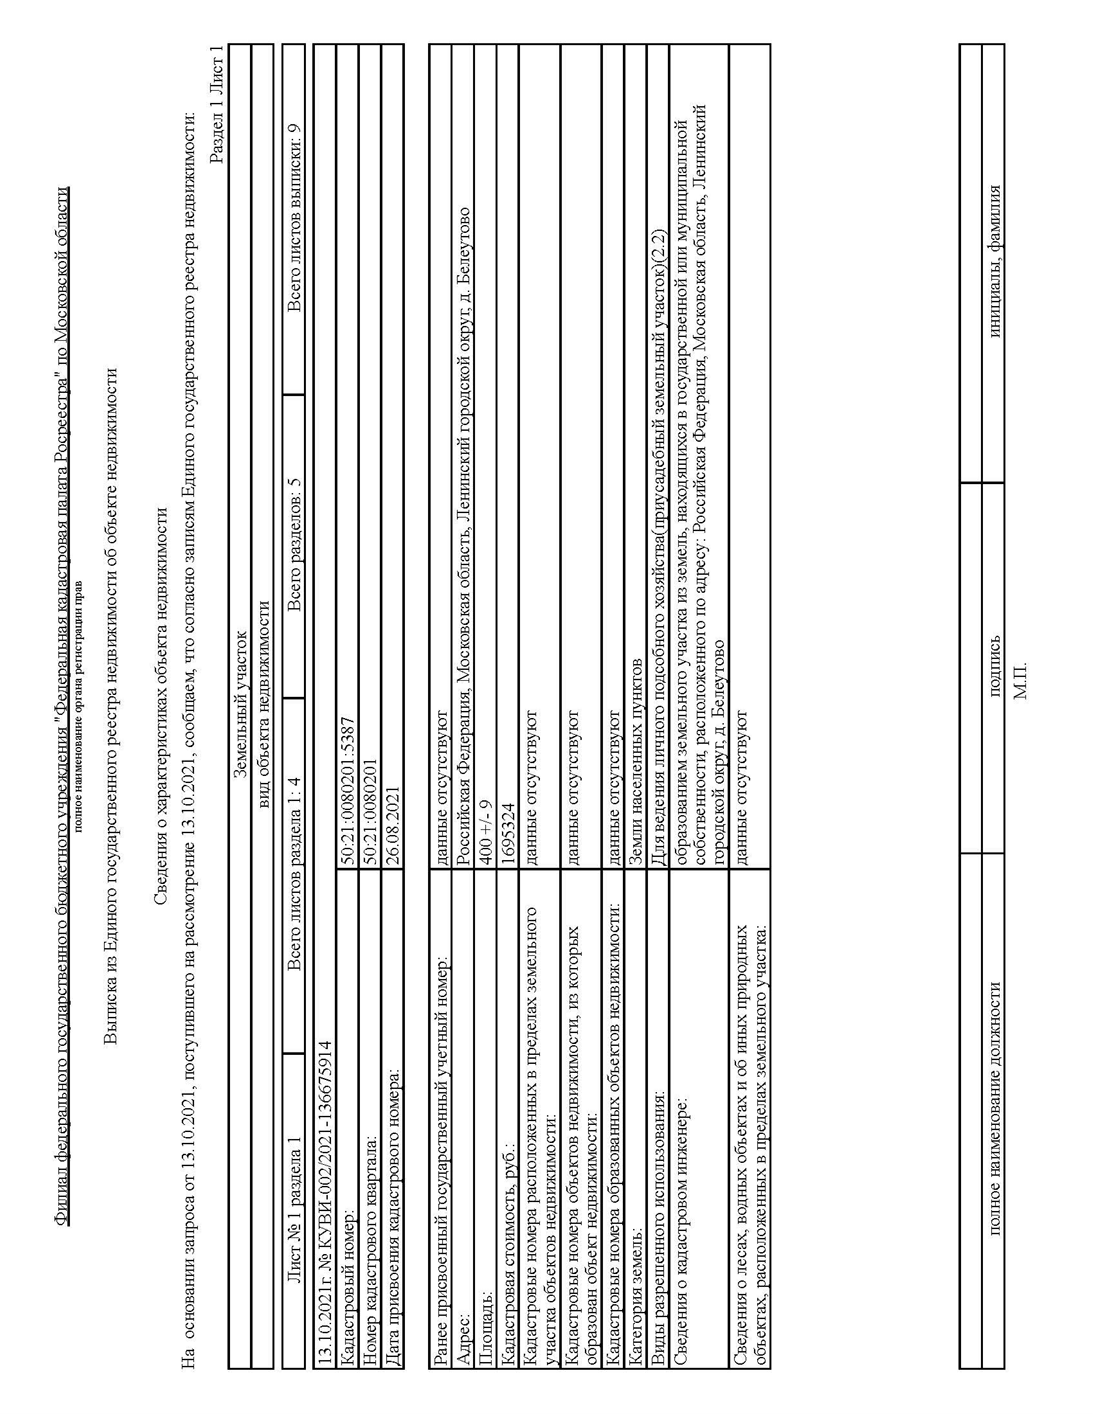 Филиал федерального государственного бюджетного учреждения "Федеральная кадастровая палата Росреестра" по Московской области
полное наименование органа регистрации прав
Выписка из Единого государственного реестра недвижимости об объекте недвижимости
Сведения о характеристиках объекта недвижимости
На основании запроса от 13.10.2021, поступившего на рассмотрение 13.10.2021, сообщаем, что согласно записям Единого государственного реестра недвижимости:
Раздел 1 Лист 1
Земельный участок
вид объекта недвижимости
Лист № 1 раздела 1 Всего листов раздела 1: 4 Всего разделов: 5 Всего листов выписки: 9
13.10.2021г. № КУВИ-002/2021-136675914
Кадастровый номер: 50:21:0080201:5387
Номер кадастрового квартала: 50:21:0080201
Дата присвоения кадастрового номера: 26.08.2021
Ранее присвоенный государственный учетный номер: данные отсутствуют
Адрес: Российская Федерация, Московская область, Ленинский городской округ, д. Белеутово
Площадь: 400 +/- 9
Кадастровая стоимость, руб.: 1695324
Кадастровые номера расположенных в пределах земельного
участка объектов недвижимости:
данные отсутствуют
Кадастровые номера объектов недвижимости, из которых
образован объект недвижимости:
данные отсутствуют
Кадастровые номера образованных объектов недвижимости: данные отсутствуют
Категория земель: Земли населенных пунктов
Виды разрешенного использования: Для ведения личного подсобного хозяйства(приусадебный земельный участок)(2.2)
Сведения о кадастровом инженере:
образованием земельного участка из земель, находящихся в государственной или муниципальной
собственности, расположенного по адресу: Российская Федерация, Московская область, Ленинский
городской округ, д. Белеутово
Сведения о лесах, водных объектах и об иных природных
объектах, расположенных в пределах земельного участка:
данные отсутствуют
полное наименование должности подпись инициалы, фамилия
М.П.